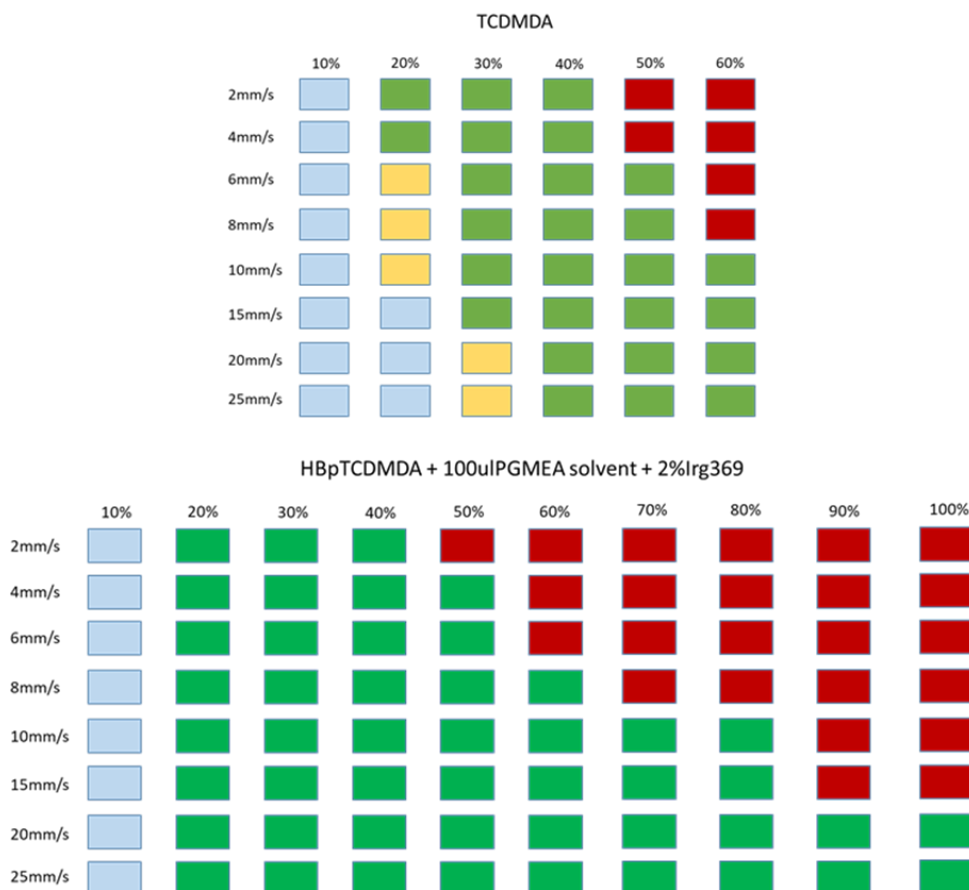 TCDMDA
10% 20% 30% 40% 50% 60%
2mm/s
4mm/s
6mm/s
8mm/s
10mm/s
15mm/s
20mm/s
25mm/s
HBpTCDMDA + 100ulPGMEA solvent + 2%Irg369
10% 20% 30% 40% 50% 60% 70% 80% 90% 100%
2mm/s
4mm/s
6mm/s
8mm/s
10mm/s
15mm/s
20mm/s
25mm/s